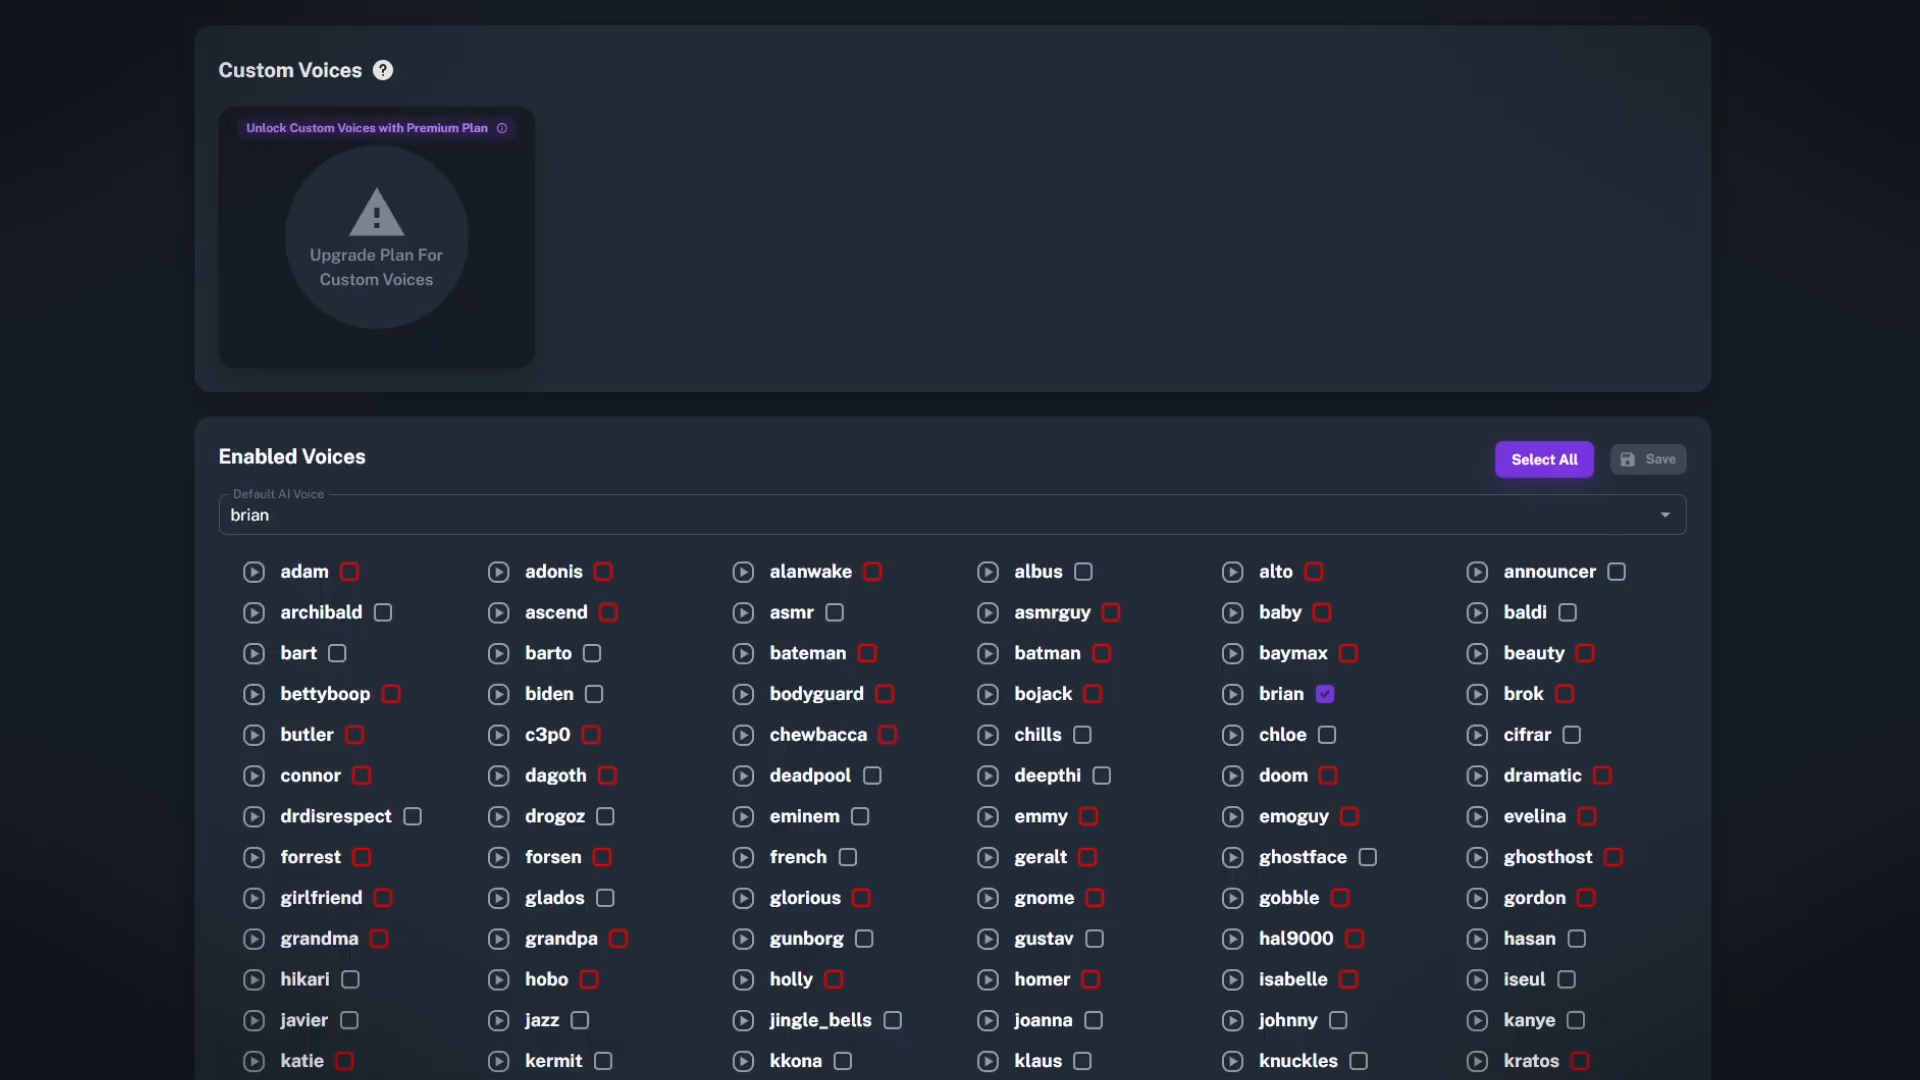 Custom Voices ?
Unlock Custom Voices with Premium Plan
Upgrade Plan For
Custom Voices
Enabled Voices
Select All Save
Default AI Voice
brian
adam adonis alanwake albus alto announcer
archibald ascend asmr asmrguy baby baldi
bart barto bateman batman baymax beauty
bettyboop biden bodyguard bojack brian brok
butler c3p0 chewbacca chills chloe cifrar
connor dagoth deadpool deepthi doom dramatic
drdisrespect drogoz eminem emmy emoguy evelina
forrest forsen french geralt ghostface ghosthost
girlfriend glados glorious gnome gobble gordon
grandma grandpa gunborg gustav hal9000 hasan
hikari hobo holly homer isabelle iseul
javier jazz jingle_bells joanna johnny kanye
katie kermit kkona klaus knuckles kratos